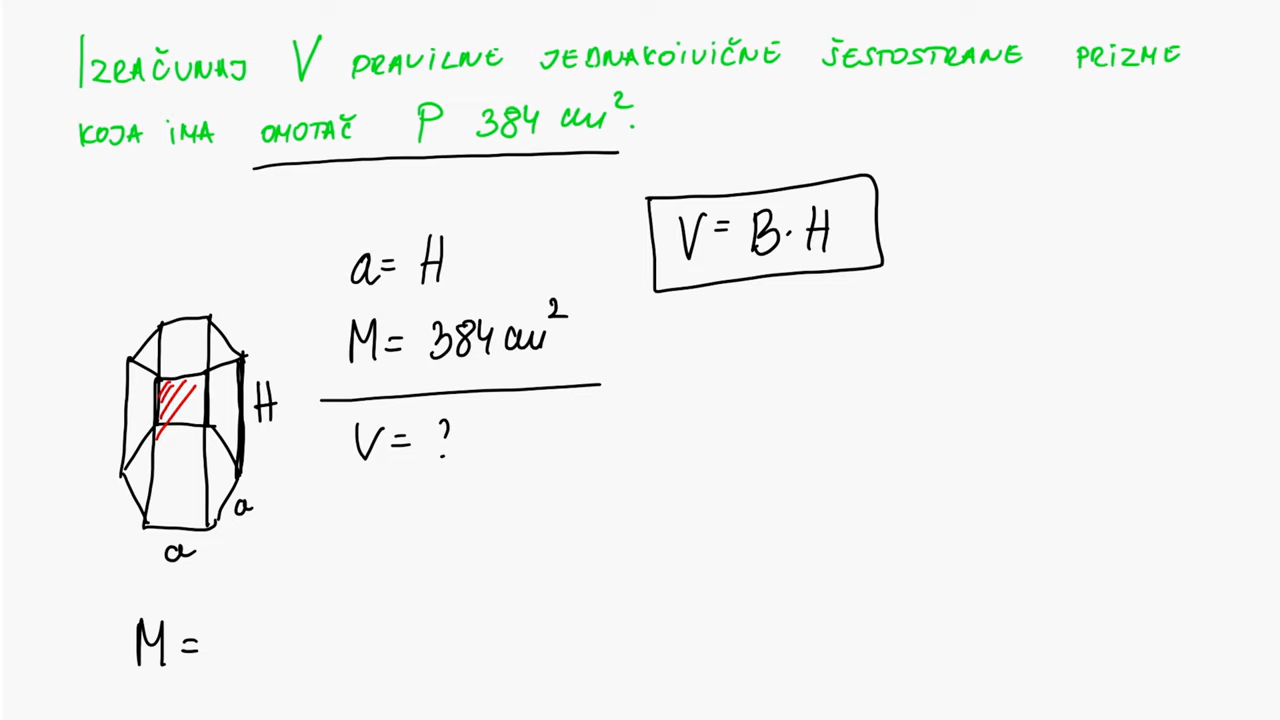 IZRAČUNAJ V PRAVILNE JEDNAKOIVIČNE ŠESTOSTRANE PRIZME
KOJA IMA OMOTAČ P 384 cm².
V = B · H
a = H
M = 384 cm²
H
V = ?
a
a
M =